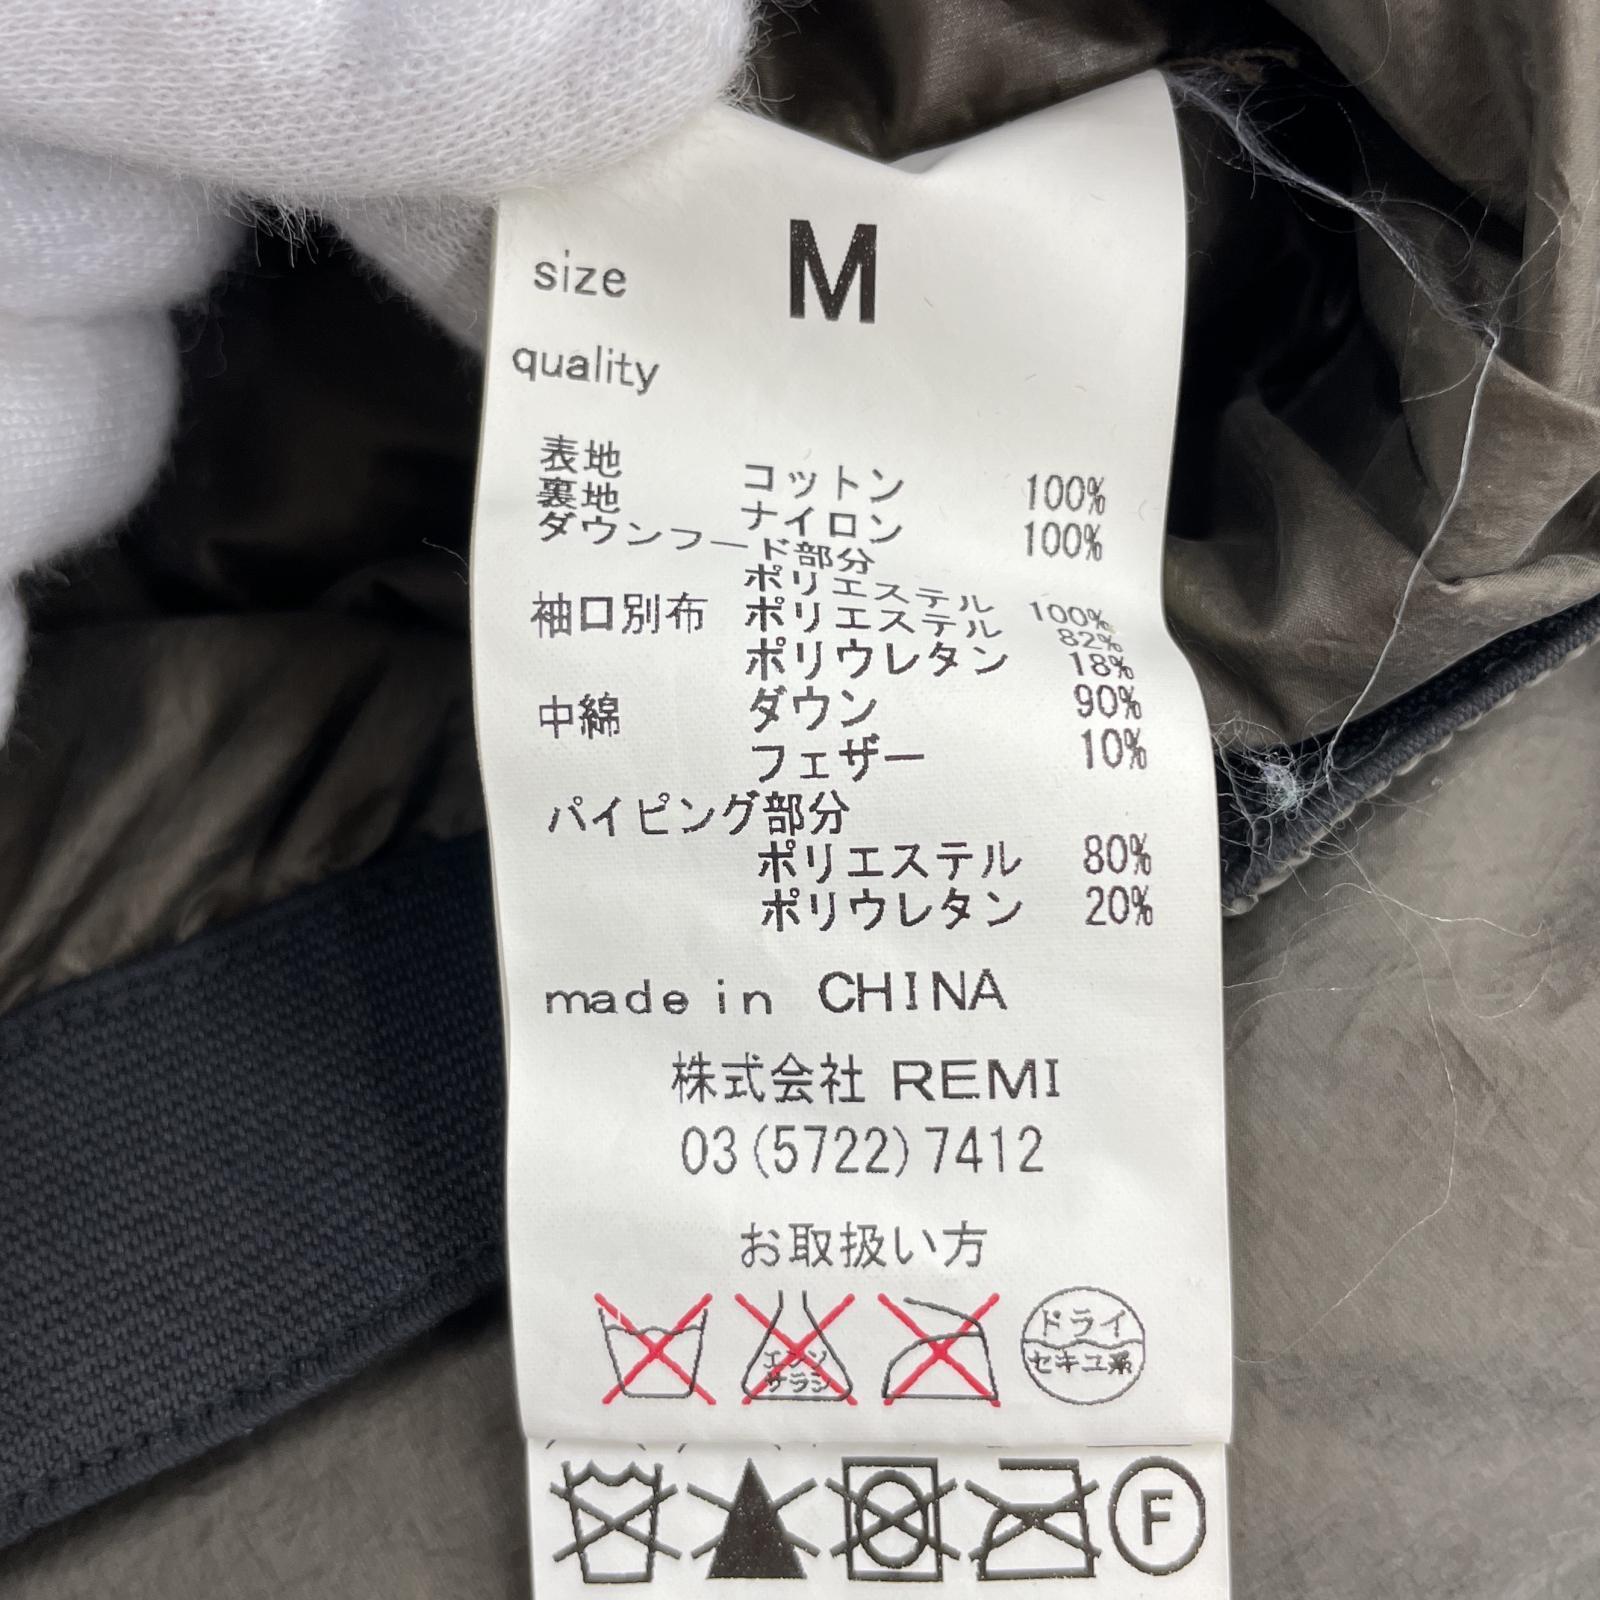 size M
quality
表地 コットン 100%
裏地 ナイロン 100%
ダウンフード部分
ポリエステル 100%
袖口別布 ポリエステル 82%
ポリウレタン 18%
中綿 ダウン 90%
フェザー 10%
パイピング部分
ポリエステル 80%
ポリウレタン 20%
made in CHINA
株式会社 REMI
03(5722)7412
お取扱い方
エンソ
サラシ
ドライ
セキユ系
F